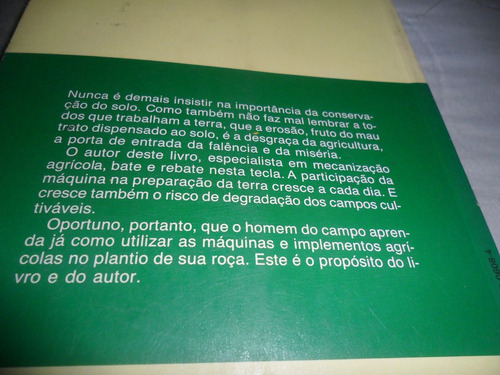 Nunca é demais insistir na importância da conserva-
ção do solo. Como também não faz mal lembrar a to-
dos que trabalham a terra, que a erosão, fruto do mau
trato dispensado ao solo, é a desgraça da agricultura,
a porta de entrada da falência e da miséria.
O autor deste livro, especialista em mecanização
agrícola, bate e rebate nesta tecla. A participação da
máquina na preparação da terra cresce a cada dia. E
cresce também o risco de degradação dos campos cul-
tiváveis.
Oportuno, portanto, que o homem do campo apren-
da já como utilizar as máquinas e implementos agrí-
colas no plantio de sua roça. Este é o propósito do li-
vro e do autor.